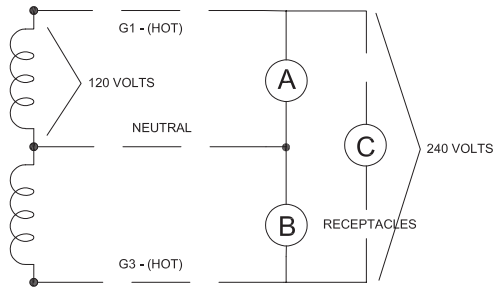 G1 - (HOT)
A
120 VOLTS
NEUTRAL
C
240 VOLTS
B
RECEPTACLES
G3 - (HOT)